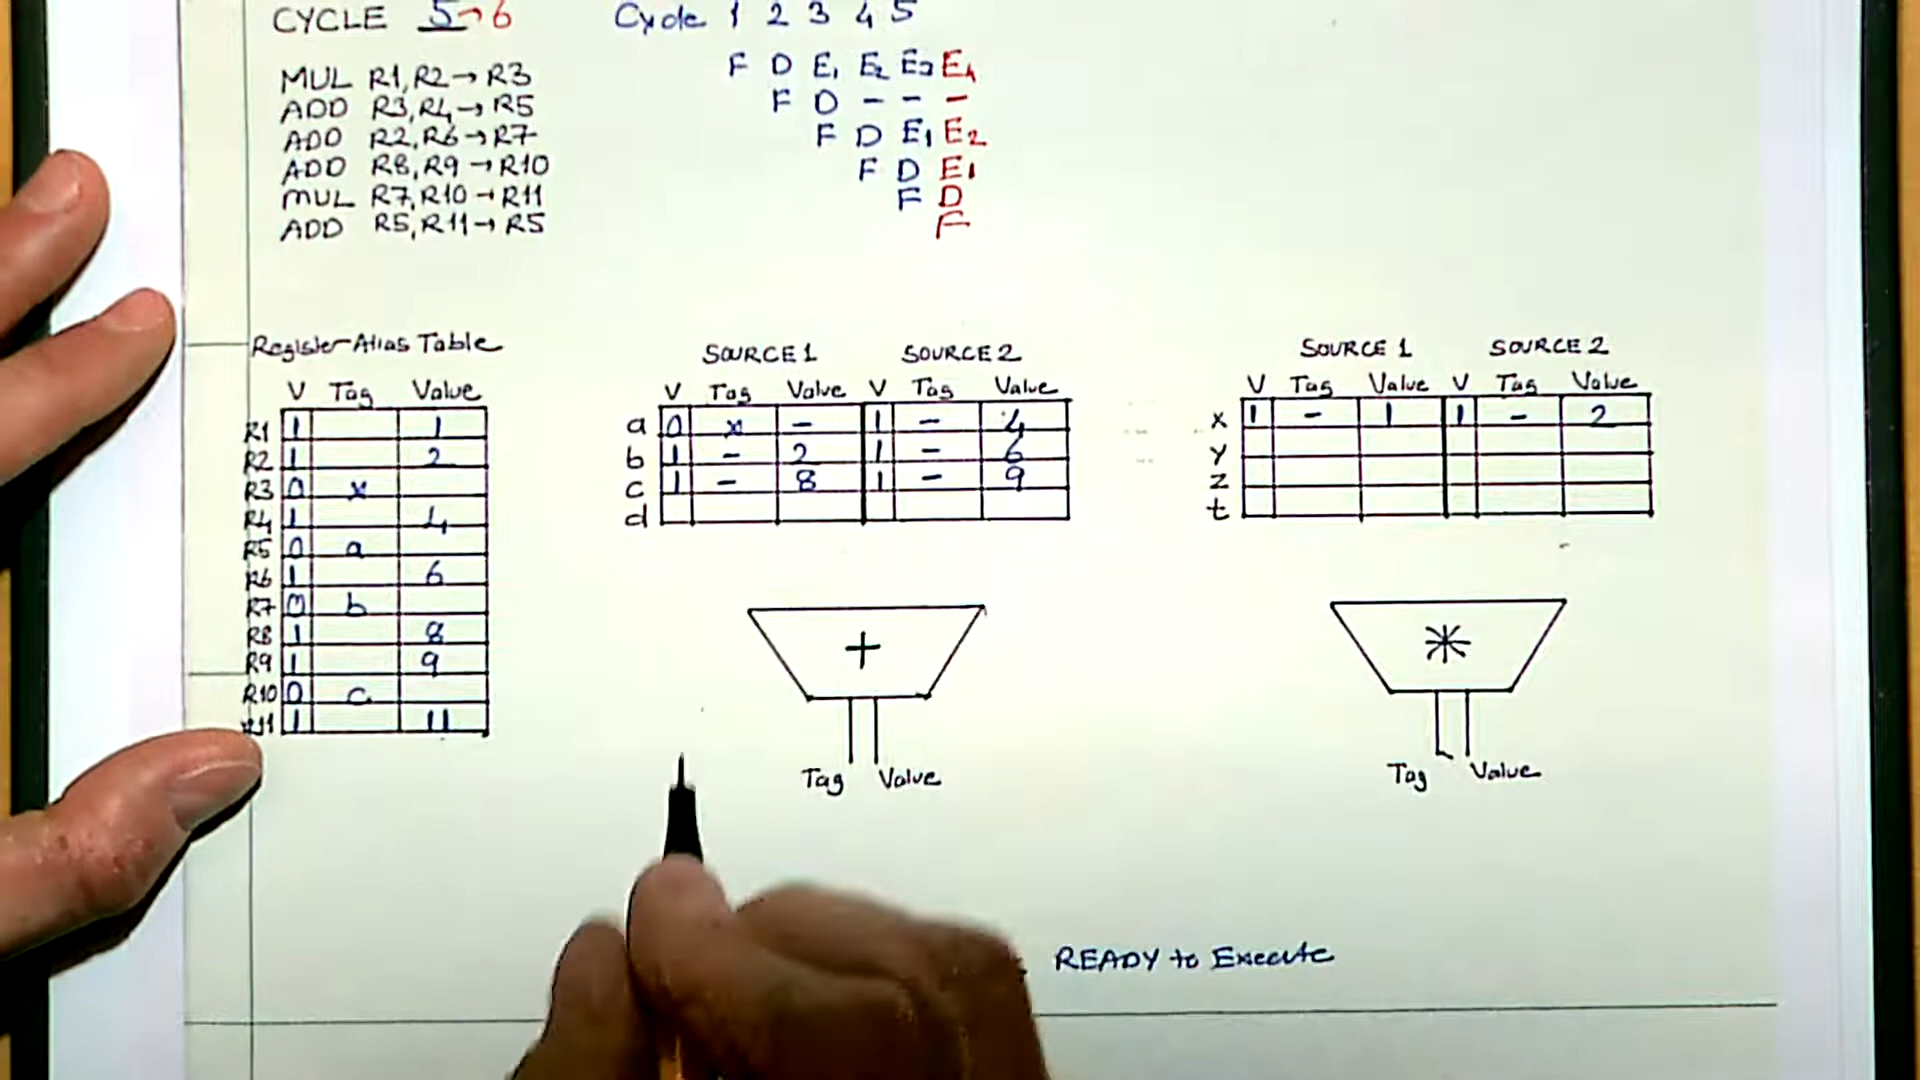 CYCLE 5→6
MUL R1,R2→R3
ADD R3,R4→R5
ADD R2,R6→R7
ADD R8,R9→R10
MUL R7,R10→R11
ADD R5,R11→R5
Cycle 1 2 3 4 5
F D E1 E2 E3 E4
F D - - -
F D E1 E2
F D E1
F D
F
Register Alias Table
V Tag Value
R1 1 1
R2 1 2
R3 0 x
R4 1 4
R5 0 a
R6 1 6
R7 0 b
R8 1 8
R9 1 9
R10 0 c
R11 1 11
SOURCE 1 SOURCE 2
V Tag Value V Tag Value
a 0 x - 1 - 4
b 1 - 2 1 - 6
c 1 - 8 1 - 9
d
+
Tag Value
SOURCE 1 SOURCE 2
V Tag Value V Tag Value
x 1 - 1 1 - 2
y
z
t
*
Tag Value
READY to Execute